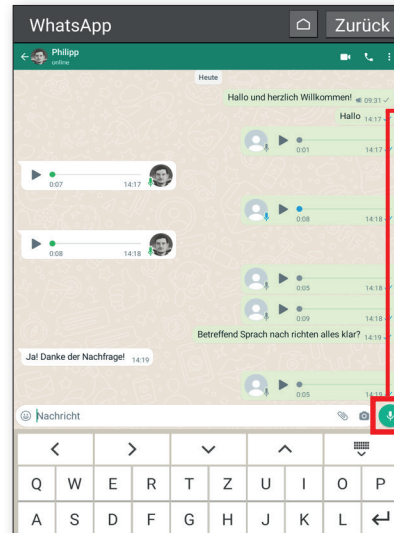 WhatsApp
Zurück
Philipp
online
Heute
Hallo und herzlich Willkommen! 09:31
Hallo 14:17
0:01 14:17
0:07 14:17
0:08 14:18
0:08 14:18
0:05 14:18
0:09 14:18
Betreffend Sprach nach richten alles klar? 14:19
Ja! Danke der Nachfrage! 14:19
0:05 14:19
Nachricht
Q W E R T Z U I O P
A S D F G H J K L